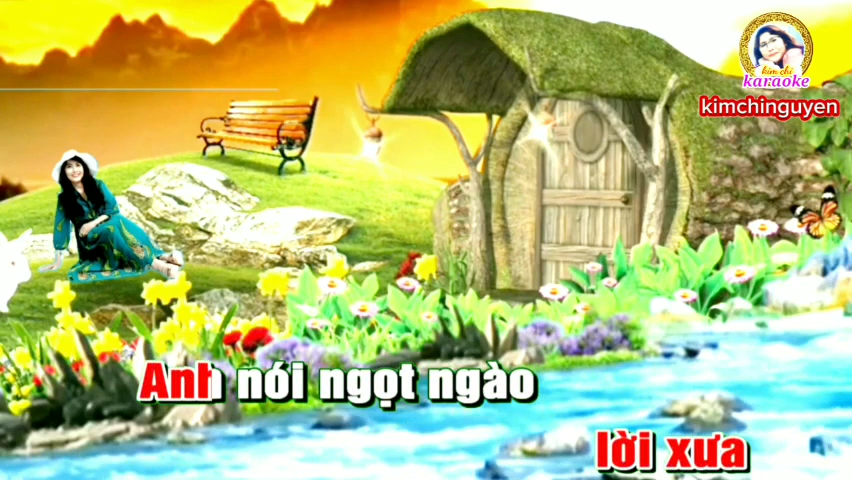 kim chi
karaoke
kimchinguyen
Anh nói ngọt ngào
lời xưa